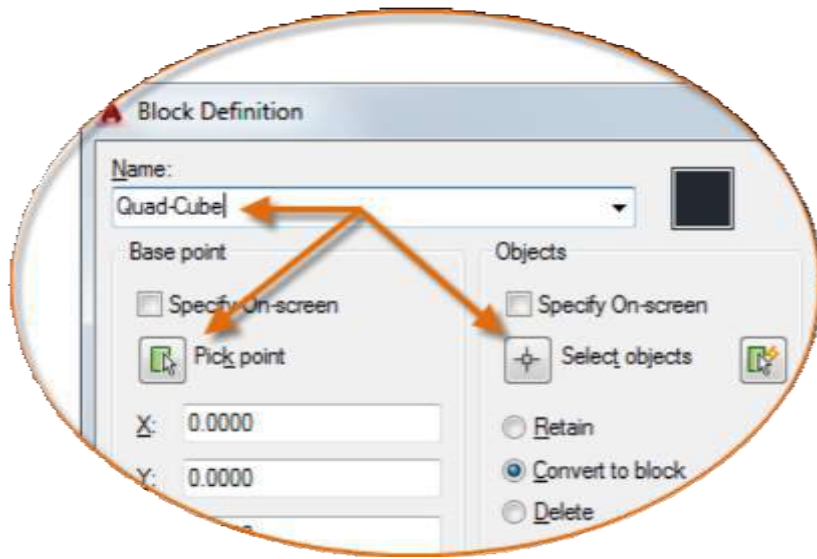 Block Definition
Name:
Quad-Cube
Base point
Objects
Specify On-screen
Specify On-screen
Pick point
Select objects
X: 0.0000
Retain
Y: 0.0000
Convert to block
Delete